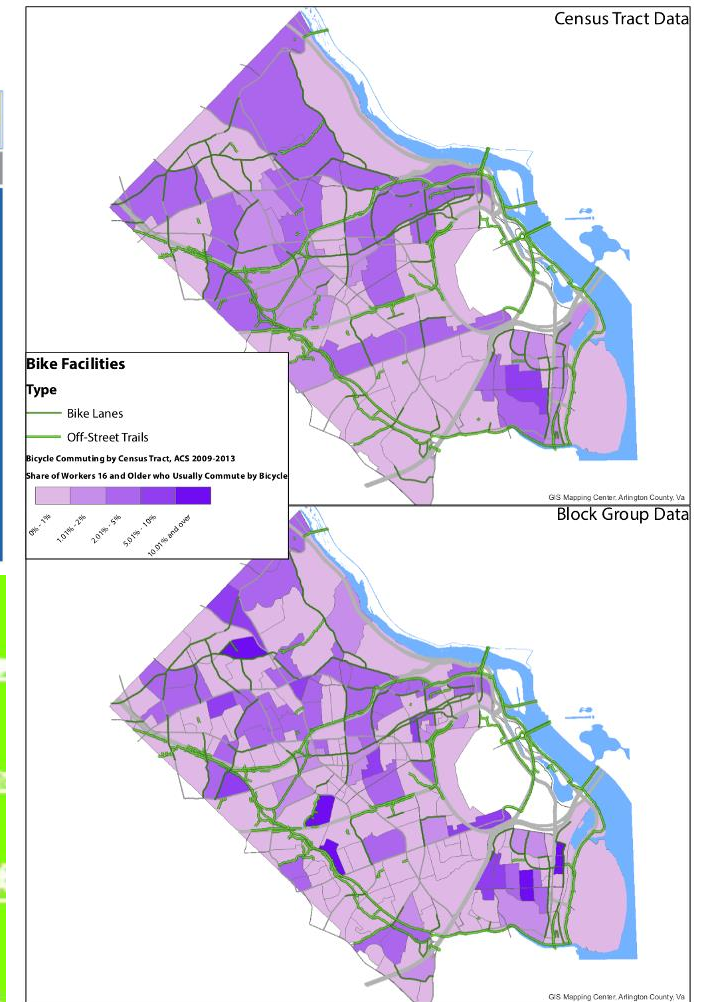 Census Tract Data
Bike Facilities
Type
Bike Lanes
Off-Street Trails
Bicycle Commuting by Census Tract, ACS 2009-2013
Share of Workers 16 and Older who Usually Commute by Bicycle
0% - 1%
1.01% - 2%
2.01% - 5%
5.01% - 10%
10.01% and over
GIS Mapping Center, Arlington County, Va
Block Group Data
GIS Mapping Center, Arlington County, Va